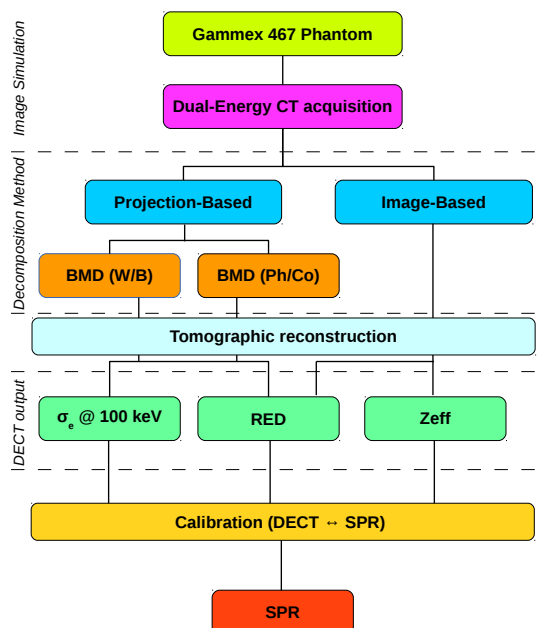 Image Simulation
Gammex 467 Phantom
Dual-Energy CT acquisition
Decomposition Method
Projection-Based
Image-Based
BMD (W/B)
BMD (Ph/Co)
Tomographic reconstruction
DECT output
σe @ 100 keV
RED
Zeff
Calibration (DECT ↔ SPR)
SPR